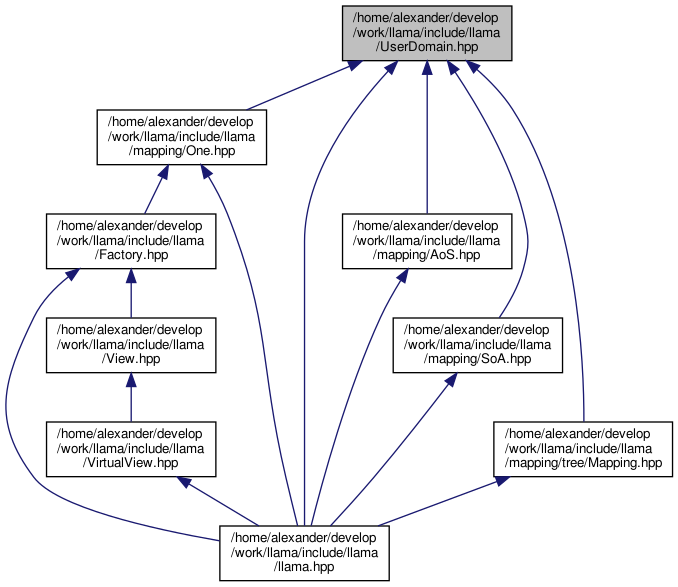 /home/alexander/develop
/work/llama/include/llama
/UserDomain.hpp
/home/alexander/develop
/work/llama/include/llama
/mapping/One.hpp
/home/alexander/develop
/work/llama/include/llama
/Factory.hpp
/home/alexander/develop
/work/llama/include/llama
/mapping/AoS.hpp
/home/alexander/develop
/work/llama/include/llama
/View.hpp
/home/alexander/develop
/work/llama/include/llama
/mapping/SoA.hpp
/home/alexander/develop
/work/llama/include/llama
/VirtualView.hpp
/home/alexander/develop
/work/llama/include/llama
/mapping/tree/Mapping.hpp
/home/alexander/develop
/work/llama/include/llama
/llama.hpp